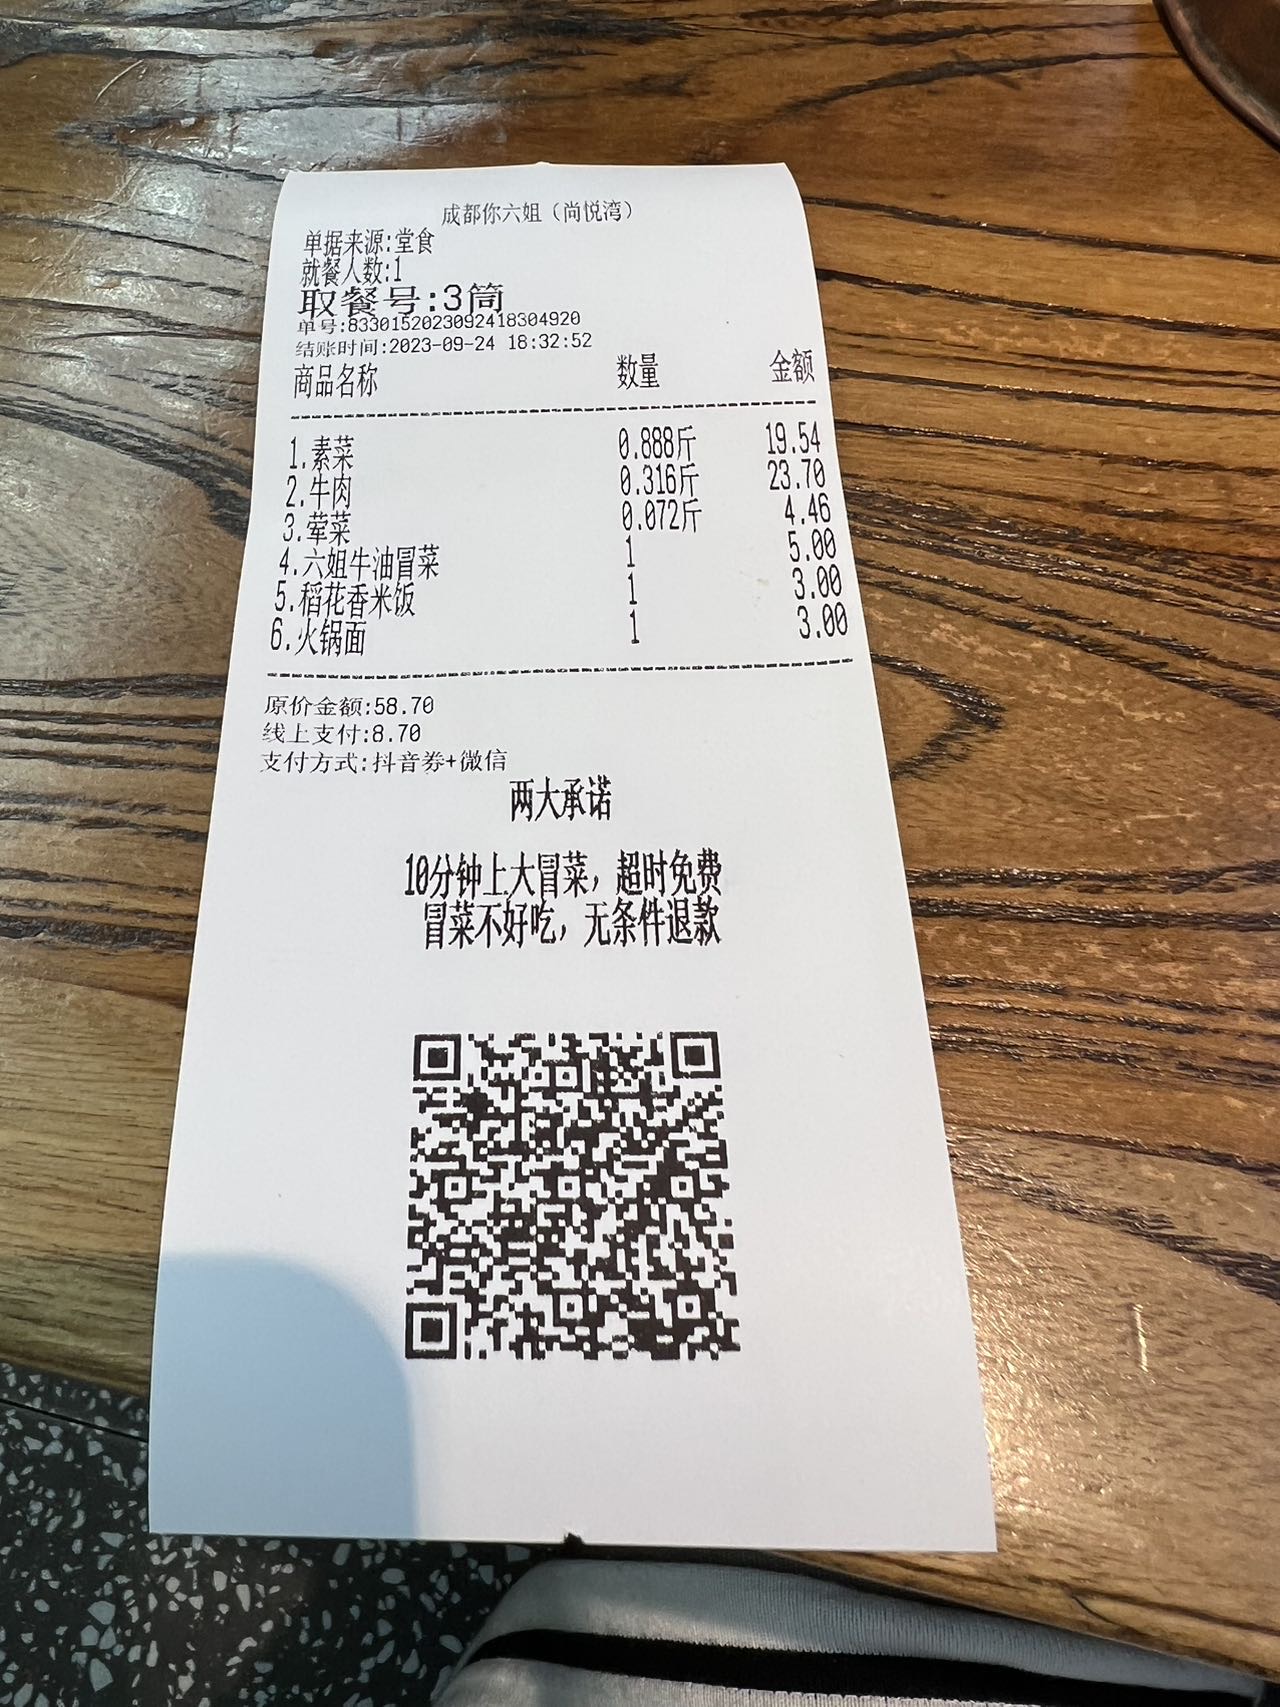 成都你六姐（尚悦湾）
单据来源:堂食
就餐人数:1
取餐号:3筒
单号:8330152023092418304920
结账时间:2023-09-24 18:32:52
商品名称 数量 金额
1.素菜 0.888斤 19.54
2.牛肉 0.316斤 23.70
3.荤菜 0.072斤 4.46
4.六姐牛油冒菜 1 5.00
5.稻花香米饭 1 3.00
6.火锅面 1 3.00
原价金额:58.70
线上支付:8.70
支付方式:抖音券+微信
两大承诺
10分钟上大冒菜，超时免费
冒菜不好吃，无条件退款